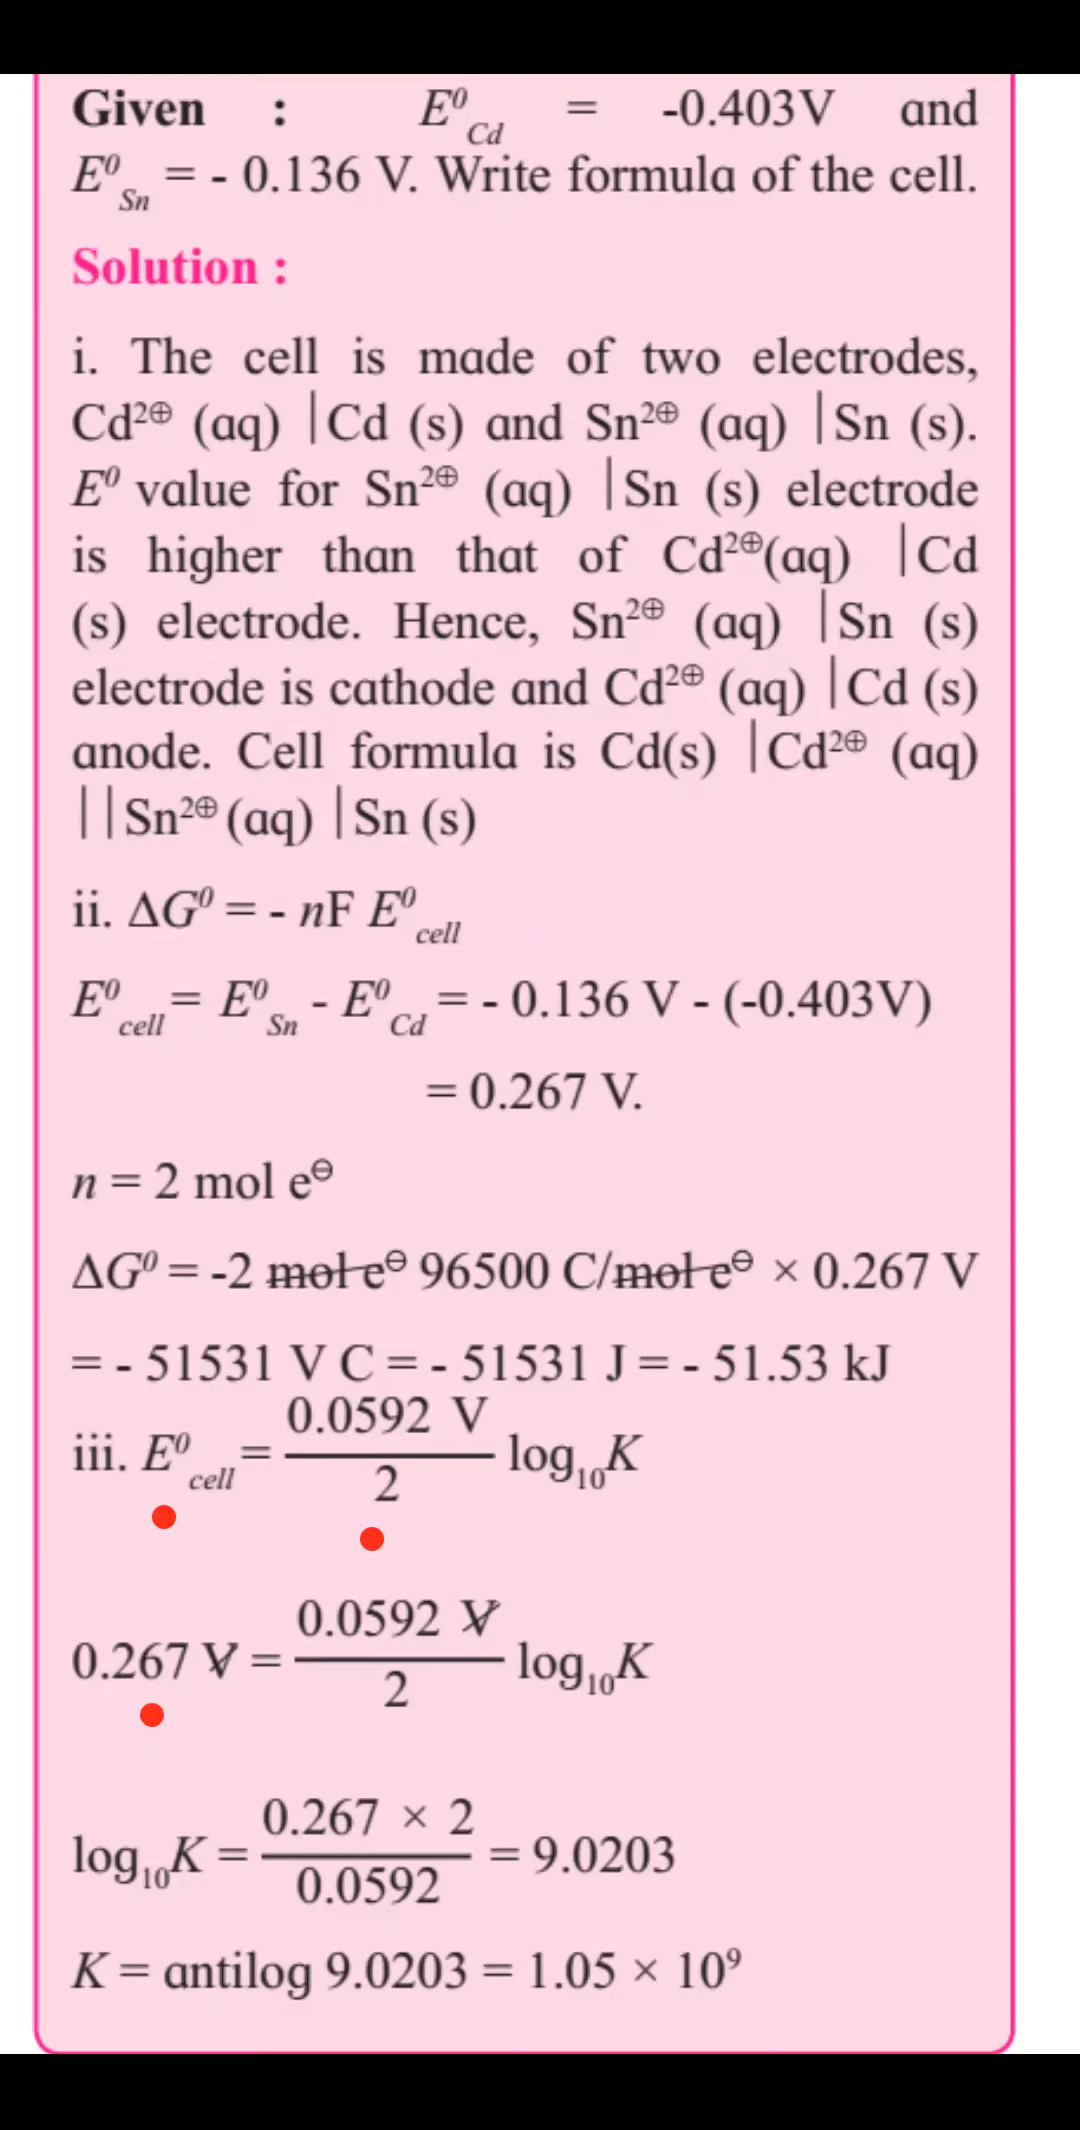 Given : E⁰Cd = -0.403V and
E⁰Sn = - 0.136 V. Write formula of the cell.
Solution :
i. The cell is made of two electrodes,
Cd²⊕ (aq) |Cd (s) and Sn²⊕ (aq) |Sn (s).
E⁰ value for Sn²⊕ (aq) |Sn (s) electrode
is higher than that of Cd²⊕(aq) |Cd
(s) electrode. Hence, Sn²⊕ (aq) |Sn (s)
electrode is cathode and Cd²⊕ (aq) |Cd (s)
anode. Cell formula is Cd(s) |Cd²⊕ (aq)
||Sn²⊕ (aq) |Sn (s)
ii. ΔG⁰ = - nF E⁰cell
E⁰cell = E⁰Sn - E⁰Cd = - 0.136 V - (-0.403V)
= 0.267 V.
n = 2 mol e⊖
ΔG⁰ = -2 mol e⊖ 96500 C/mol e⊖ × 0.267 V
= - 51531 V C = - 51531 J = - 51.53 kJ
iii. E⁰cell = 0.0592 V / 2 log₁₀K
0.267 V = 0.0592 V / 2 log₁₀K
log₁₀K = 0.267 × 2 / 0.0592 = 9.0203
K = antilog 9.0203 = 1.05 × 10⁹